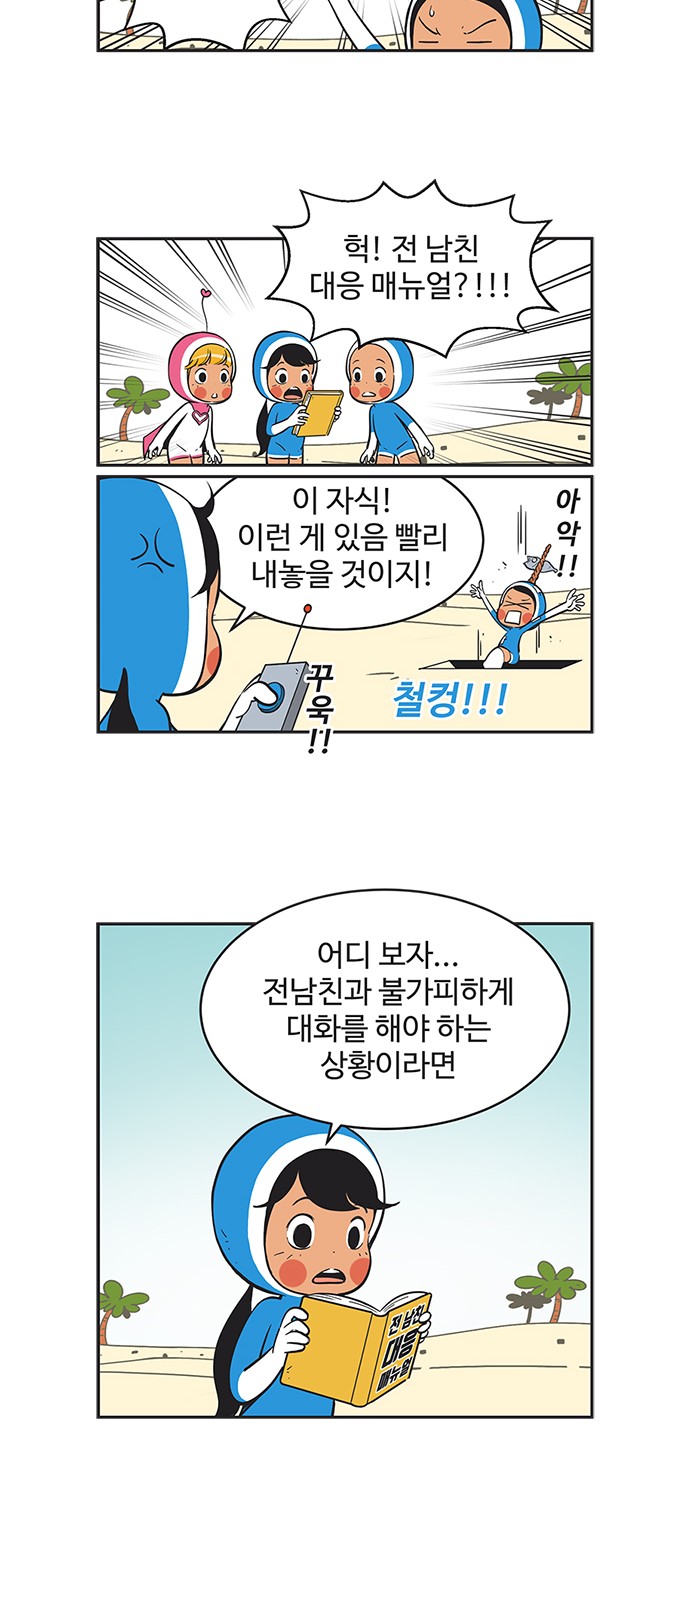 헉! 전 남친
대응 매뉴얼?!!!
이 자식!
이런 게 있음 빨리
내놓을 것이지!
아
악
!!
꾸
욱
!!
철컹!!!
어디 보자...
전남친과 불가피하게
대화를 해야 하는
상황이라면
전 남친
대응
매뉴얼